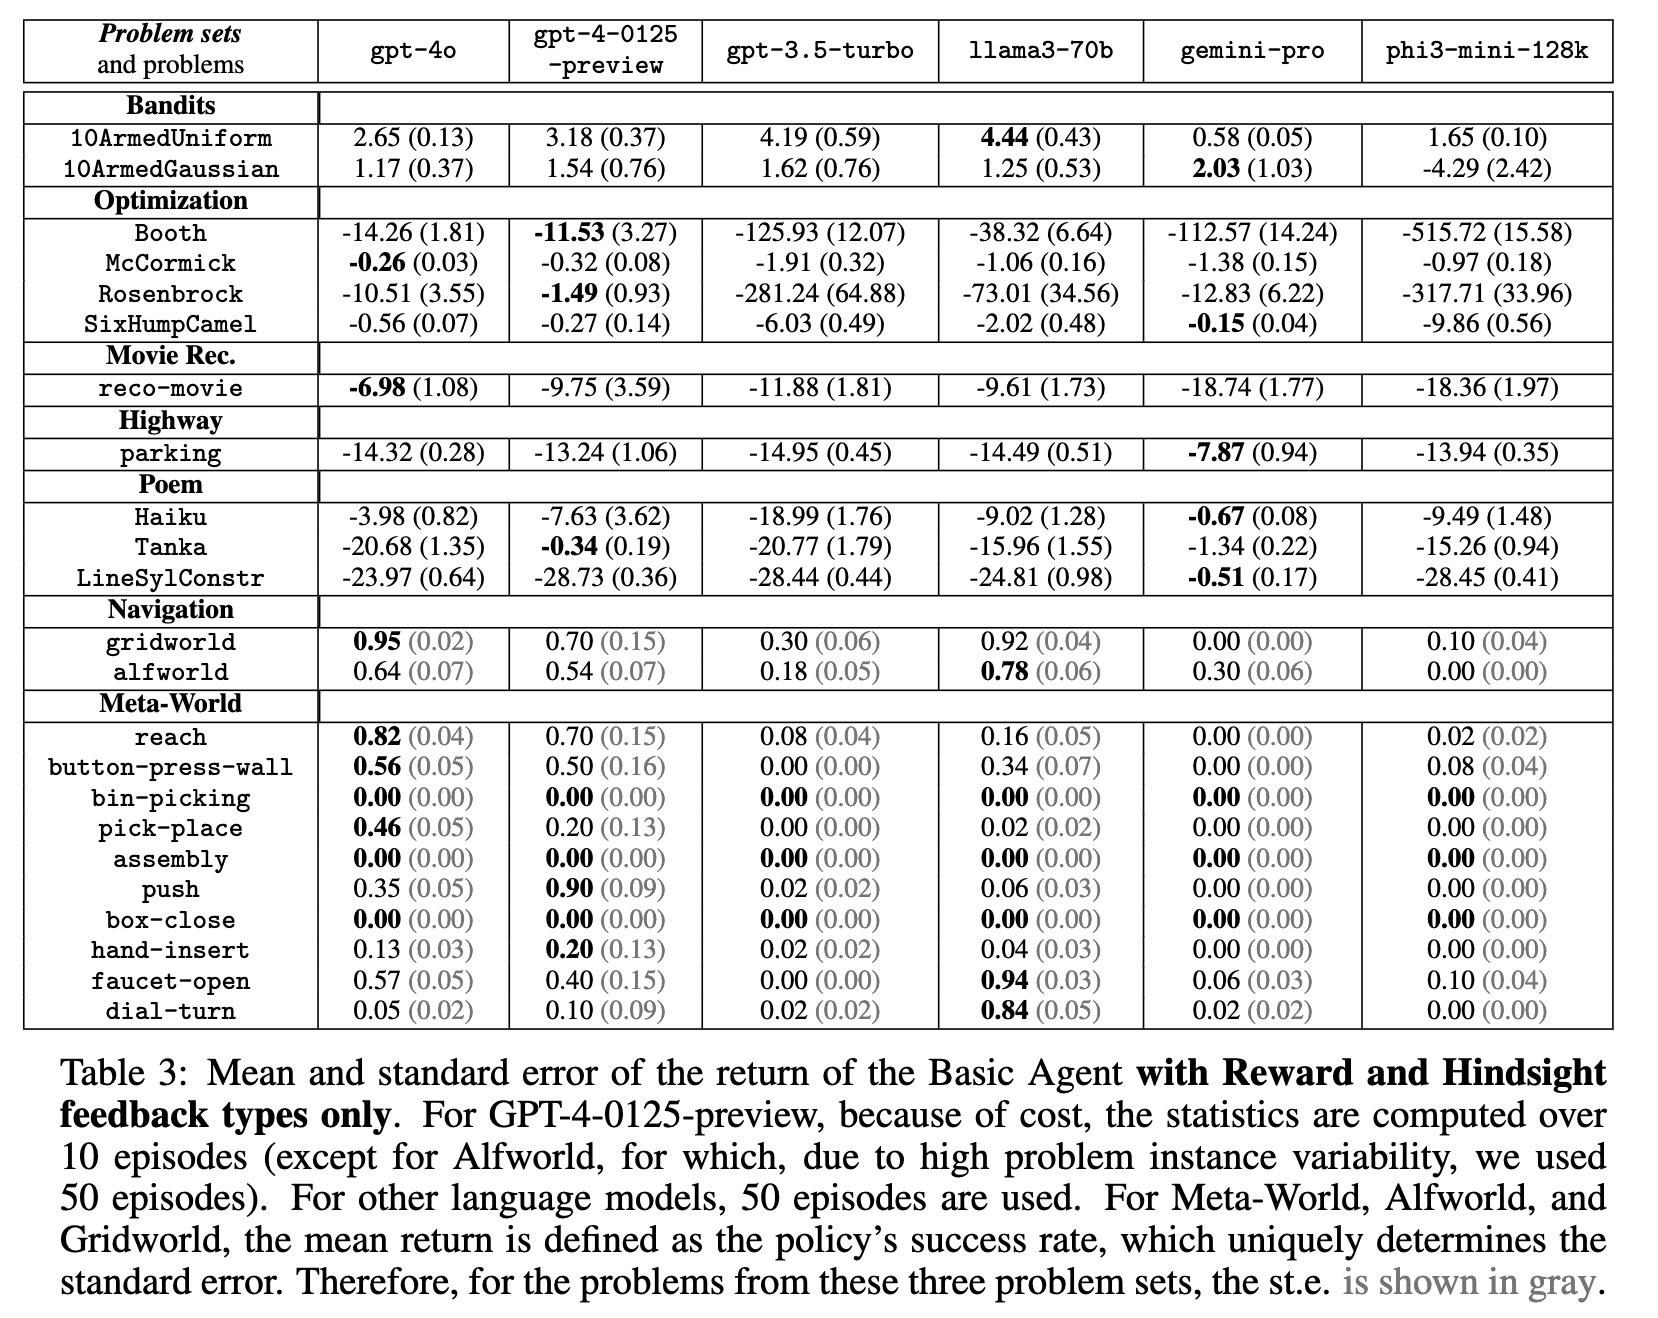 Problem sets and problems gpt-4o gpt-4-0125-preview gpt-3.5-turbo llama3-70b gemini-pro phi3-mini-128k
Bandits
10ArmedUniform 2.65 (0.13) 3.18 (0.37) 4.19 (0.59) 4.44 (0.43) 0.58 (0.05) 1.65 (0.10)
10ArmedGaussian 1.17 (0.37) 1.54 (0.76) 1.62 (0.76) 1.25 (0.53) 2.03 (1.03) -4.29 (2.42)
Optimization
Booth -14.26 (1.81) -11.53 (3.27) -125.93 (12.07) -38.32 (6.64) -112.57 (14.24) -515.72 (15.58)
McCormick -0.26 (0.03) -0.32 (0.08) -1.91 (0.32) -1.06 (0.16) -1.38 (0.15) -0.97 (0.18)
Rosenbrock -10.51 (3.55) -1.49 (0.93) -281.24 (64.88) -73.01 (34.56) -12.83 (6.22) -317.71 (33.96)
SixHumpCamel -0.56 (0.07) -0.27 (0.14) -6.03 (0.49) -2.02 (0.48) -0.15 (0.04) -9.86 (0.56)
Movie Rec.
reco-movie -6.98 (1.08) -9.75 (3.59) -11.88 (1.81) -9.61 (1.73) -18.74 (1.77) -18.36 (1.97)
Highway
parking -14.32 (0.28) -13.24 (1.06) -14.95 (0.45) -14.49 (0.51) -7.87 (0.94) -13.94 (0.35)
Poem
Haiku -3.98 (0.82) -7.63 (3.62) -18.99 (1.76) -9.02 (1.28) -0.67 (0.08) -9.49 (1.48)
Tanka -20.68 (1.35) -0.34 (0.19) -20.77 (1.79) -15.96 (1.55) -1.34 (0.22) -15.26 (0.94)
LineSylConstr -23.97 (0.64) -28.73 (0.36) -28.44 (0.44) -24.81 (0.98) -0.51 (0.17) -28.45 (0.41)
Navigation
gridworld 0.95 (0.02) 0.70 (0.15) 0.30 (0.06) 0.92 (0.04) 0.00 (0.00) 0.10 (0.04)
alfworld 0.64 (0.07) 0.54 (0.07) 0.18 (0.05) 0.78 (0.06) 0.30 (0.06) 0.00 (0.00)
Meta-World
reach 0.82 (0.04) 0.70 (0.15) 0.08 (0.04) 0.16 (0.05) 0.00 (0.00) 0.02 (0.02)
button-press-wall 0.56 (0.05) 0.50 (0.16) 0.00 (0.00) 0.34 (0.07) 0.00 (0.00) 0.08 (0.04)
bin-picking 0.00 (0.00) 0.00 (0.00) 0.00 (0.00) 0.00 (0.00) 0.00 (0.00) 0.00 (0.00)
pick-place 0.46 (0.05) 0.20 (0.13) 0.00 (0.00) 0.02 (0.02) 0.00 (0.00) 0.00 (0.00)
assembly 0.00 (0.00) 0.00 (0.00) 0.00 (0.00) 0.00 (0.00) 0.00 (0.00) 0.00 (0.00)
push 0.35 (0.05) 0.90 (0.09) 0.02 (0.02) 0.06 (0.03) 0.00 (0.00) 0.00 (0.00)
box-close 0.00 (0.00) 0.00 (0.00) 0.00 (0.00) 0.00 (0.00) 0.00 (0.00) 0.00 (0.00)
hand-insert 0.13 (0.03) 0.20 (0.13) 0.02 (0.02) 0.04 (0.03) 0.00 (0.00) 0.00 (0.00)
faucet-open 0.57 (0.05) 0.40 (0.15) 0.00 (0.00) 0.94 (0.03) 0.06 (0.03) 0.10 (0.04)
dial-turn 0.05 (0.02) 0.10 (0.09) 0.02 (0.02) 0.84 (0.05) 0.02 (0.02) 0.00 (0.00)
Table 3: Mean and standard error of the return of the Basic Agent with Reward and Hindsight
feedback types only. For GPT-4-0125-preview, because of cost, the statistics are computed over
10 episodes (except for Alfworld, for which, due to high problem instance variability, we used
50 episodes). For other language models, 50 episodes are used. For Meta-World, Alfworld, and
Gridworld, the mean return is defined as the policy's success rate, which uniquely determines the
standard error. Therefore, for the problems from these three problem sets, the st.e. is shown in gray.